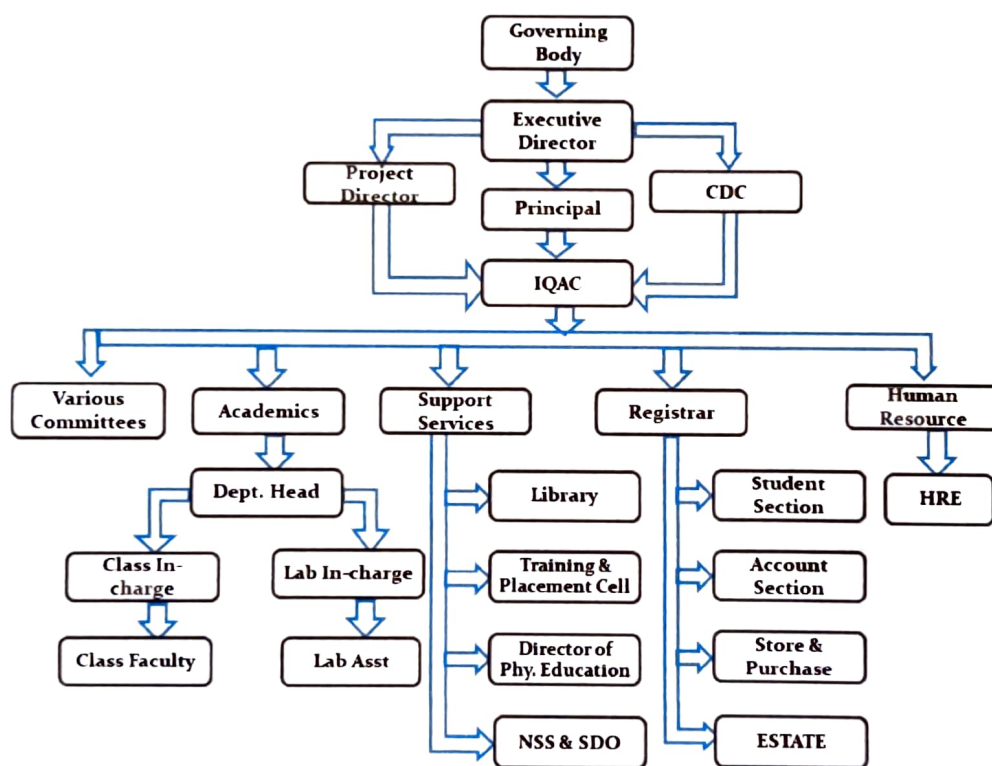 Governing
Body
Executive
Director
Project
Director
CDC
Principal
IQAC
Various
Committees
Academics
Support
Services
Registrar
Human
Resource
Dept. Head
Library
Student
Section
HRE
Class In-
charge
Lab In-charge
Training &
Placement Cell
Account
Section
Class Faculty
Lab Asst
Director of
Phy. Education
Store &
Purchase
NSS & SDO
ESTATE